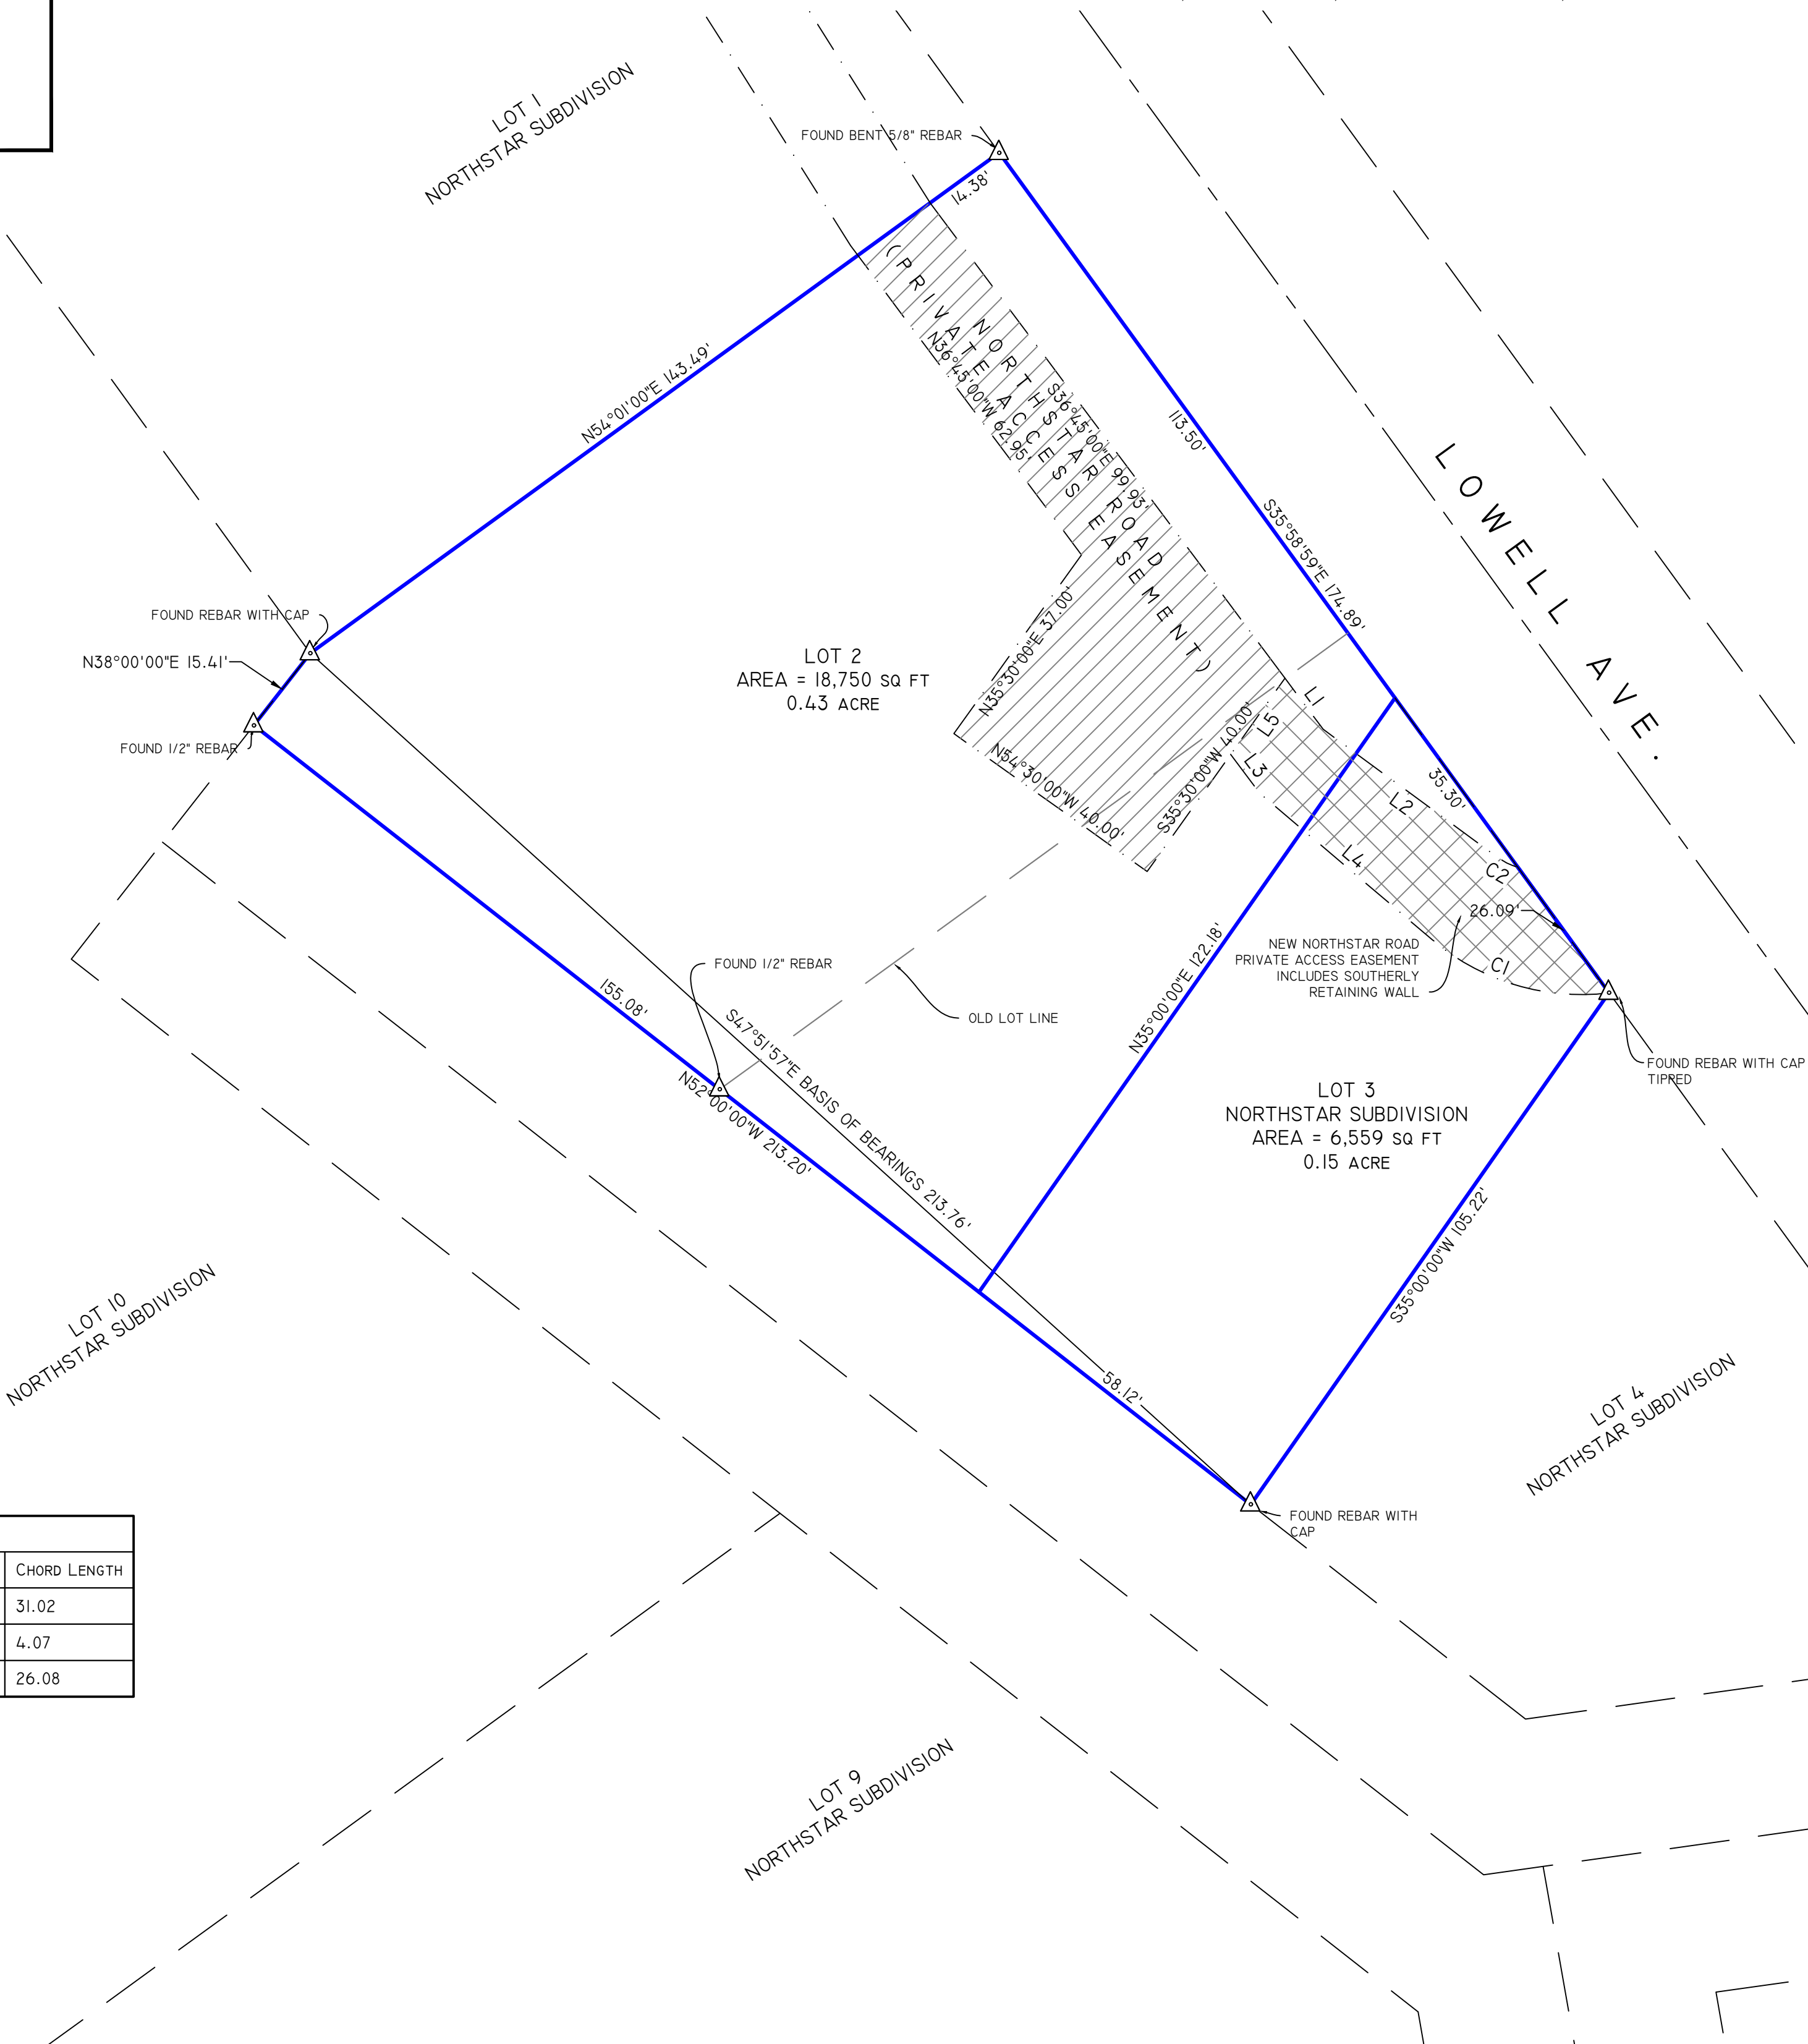 LOT 1
NORTHSTAR SUBDIVISION
FOUND BENT 5/8" REBAR
14.38'
N54°01'00"E 143.49'
NORTHSTAR ROAD
(PRIVATE ACCESS EASEMENT)
N36°45'00"W 62.95'
S36°45'00"E 99.93'
113.50'
S35°58'59"E 174.89'
LOWELL AVE.
FOUND REBAR WITH CAP
N38°00'00"E 15.41'
FOUND 1/2" REBAR
LOT 2
AREA = 18,750 SQ FT
0.43 ACRE
N35°30'00"E 37.00'
N54°30'00"W 40.00'
S35°30'00"W 40.00'
L1
L5
L3
L2
L4
35.30'
C2
26.09'
C1
NEW NORTHSTAR ROAD
PRIVATE ACCESS EASEMENT
INCLUDES SOUTHERLY
RETAINING WALL
FOUND 1/2" REBAR
155.08'
OLD LOT LINE
N35°00'00"E 122.18'
S47°51'57"E BASIS OF BEARINGS 213.76'
N52°00'00"W 213.20'
FOUND REBAR WITH CAP
TIPPED
LOT 3
NORTHSTAR SUBDIVISION
AREA = 6,559 SQ FT
0.15 ACRE
S35°00'00"W 105.22'
58.12'
LOT 10
NORTHSTAR SUBDIVISION
LOT 4
NORTHSTAR SUBDIVISION
FOUND REBAR WITH
CAP
CHORD LENGTH
31.02
4.07
26.08
LOT 9
NORTHSTAR SUBDIVISION